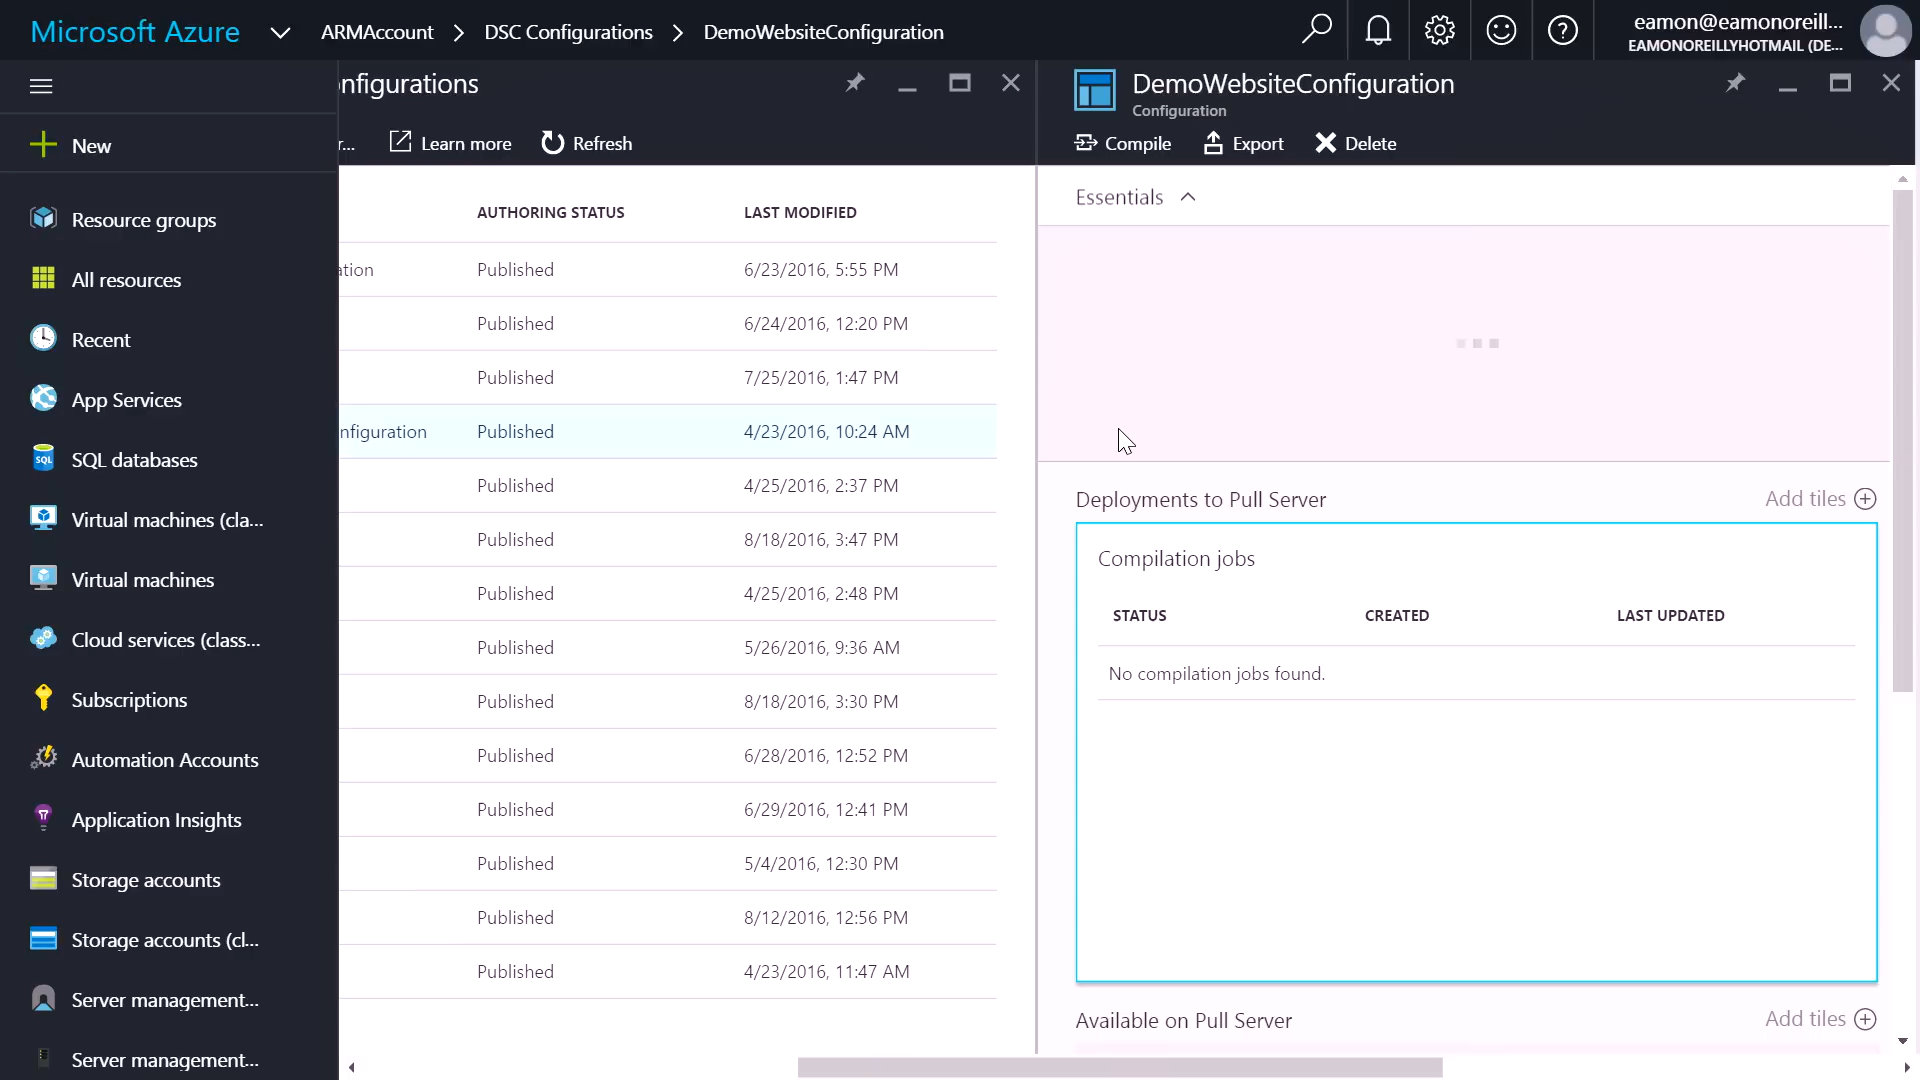 Microsoft Azure
ARMAccount
DSC Configurations
DemoWebsiteConfiguration
eamon@eamonoreill...
EAMONOREILLYHOTMAIL (DE...
New
Resource groups
All resources
Recent
App Services
SQL databases
Virtual machines (cla...
Virtual machines
Cloud services (class...
Subscriptions
Automation Accounts
Application Insights
Storage accounts
Storage accounts (cl...
Server management...
Server management...
onfigurations
r...
Learn more
Refresh
AUTHORING STATUS LAST MODIFIED
ation Published 6/23/2016, 5:55 PM
Published 6/24/2016, 12:20 PM
Published 7/25/2016, 1:47 PM
nfiguration Published 4/23/2016, 10:24 AM
Published 4/25/2016, 2:37 PM
Published 8/18/2016, 3:47 PM
Published 4/25/2016, 2:48 PM
Published 5/26/2016, 9:36 AM
Published 8/18/2016, 3:30 PM
Published 6/28/2016, 12:52 PM
Published 6/29/2016, 12:41 PM
Published 5/4/2016, 12:30 PM
Published 8/12/2016, 12:56 PM
Published 4/23/2016, 11:47 AM
DemoWebsiteConfiguration
Configuration
Compile
Export
Delete
Essentials
Deployments to Pull Server
Add tiles
Compilation jobs
STATUS CREATED LAST UPDATED
No compilation jobs found.
Available on Pull Server
Add tiles